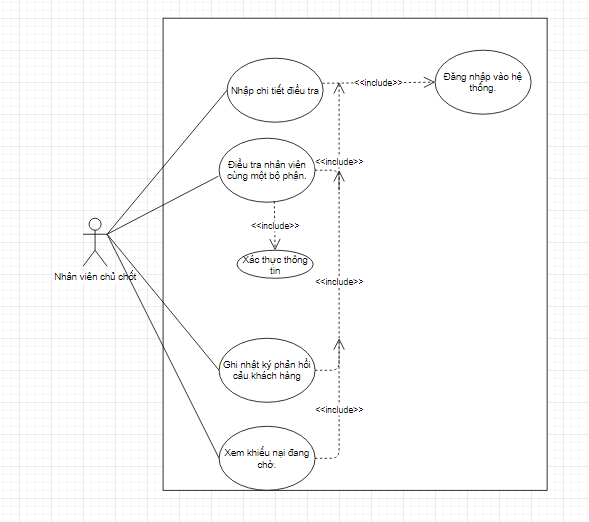 Nhập chi tiết điều tra
<<include>>
Đăng nhập vào hệ
thống.
Điều tra nhân viên
cùng một bộ phận.
<<include>>
<<include>>
Xác thực thông
tin
Nhân viên chủ chốt
<<include>>
Ghi nhật ký phản hồi
cầu khách hàng
<<include>>
Xem khiếu nại đang
chờ.